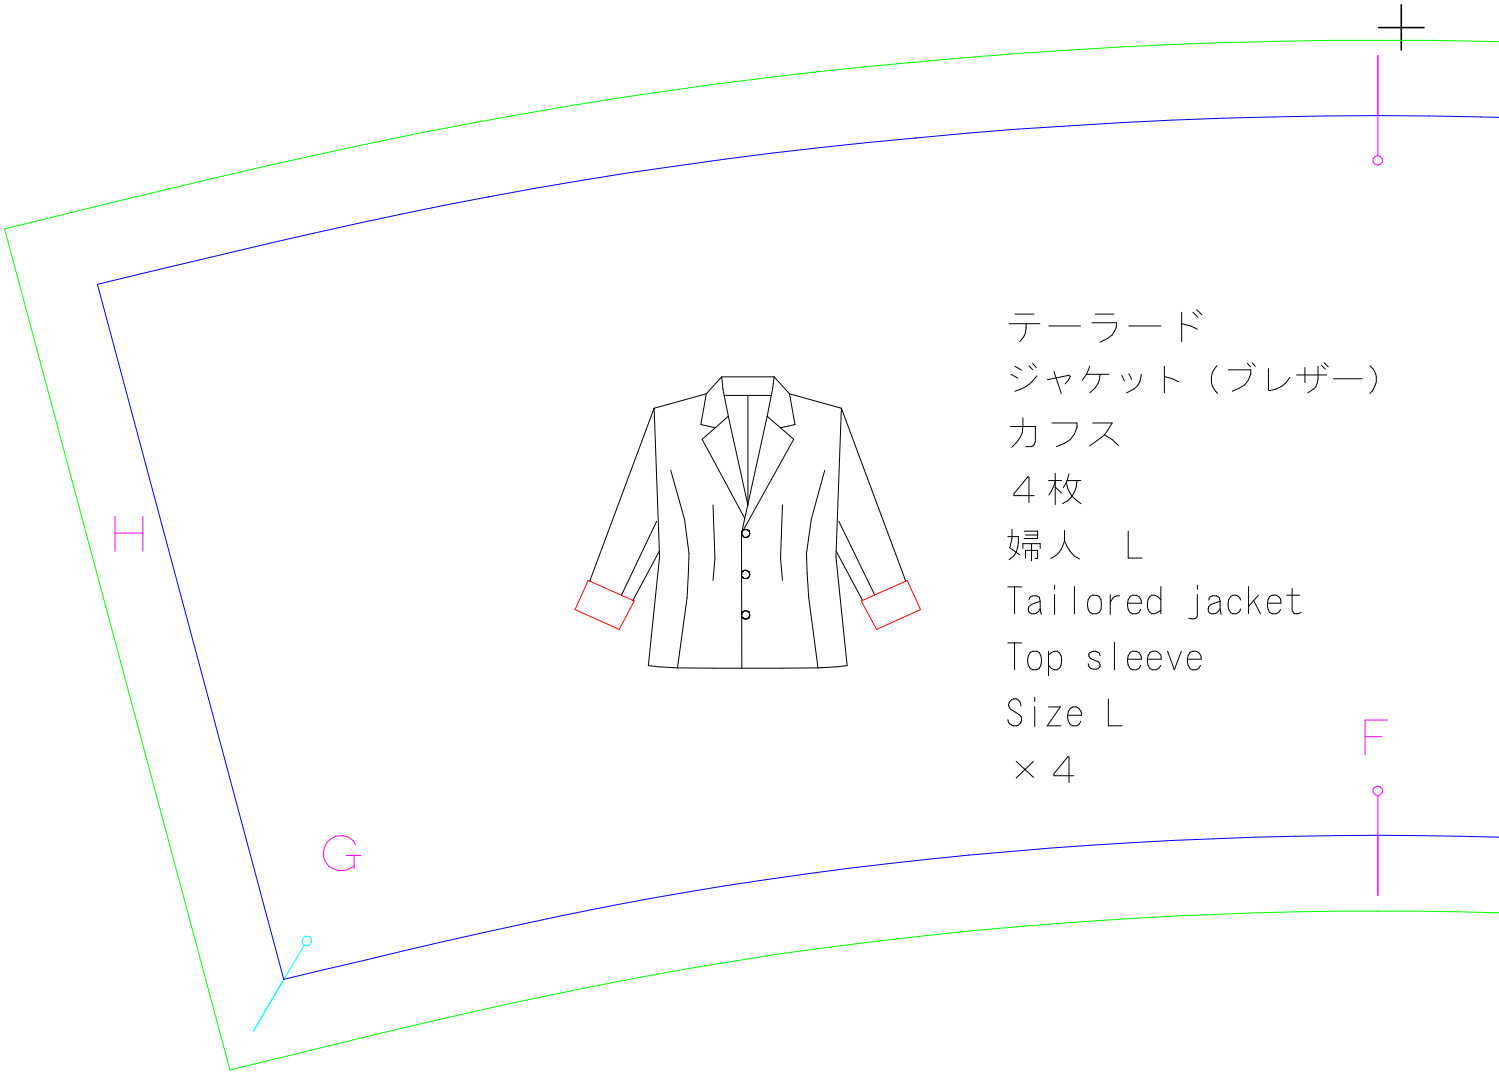 テーラード
ジャケット（ブレザー）
カフス
４枚
婦人　L
Tailored jacket
Top sleeve
Size L
×４
H
F
G